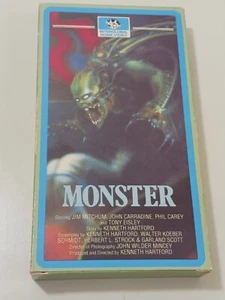 MONSTER
Starring JIM MITCHUM, JOHN CARRADINE, PHIL CAREY
and TONY EISLEY
Story by KENNETH HARTFORD
Screenplay by KENNETH HARTFORD, WALTER KOEBER
SCHMIDT, HERBERT L. STROCK & GARLAND SCOTT
Director of Photography JOHN WILDER MINCEY
Produced and Directed by KENNETH HARTFORD